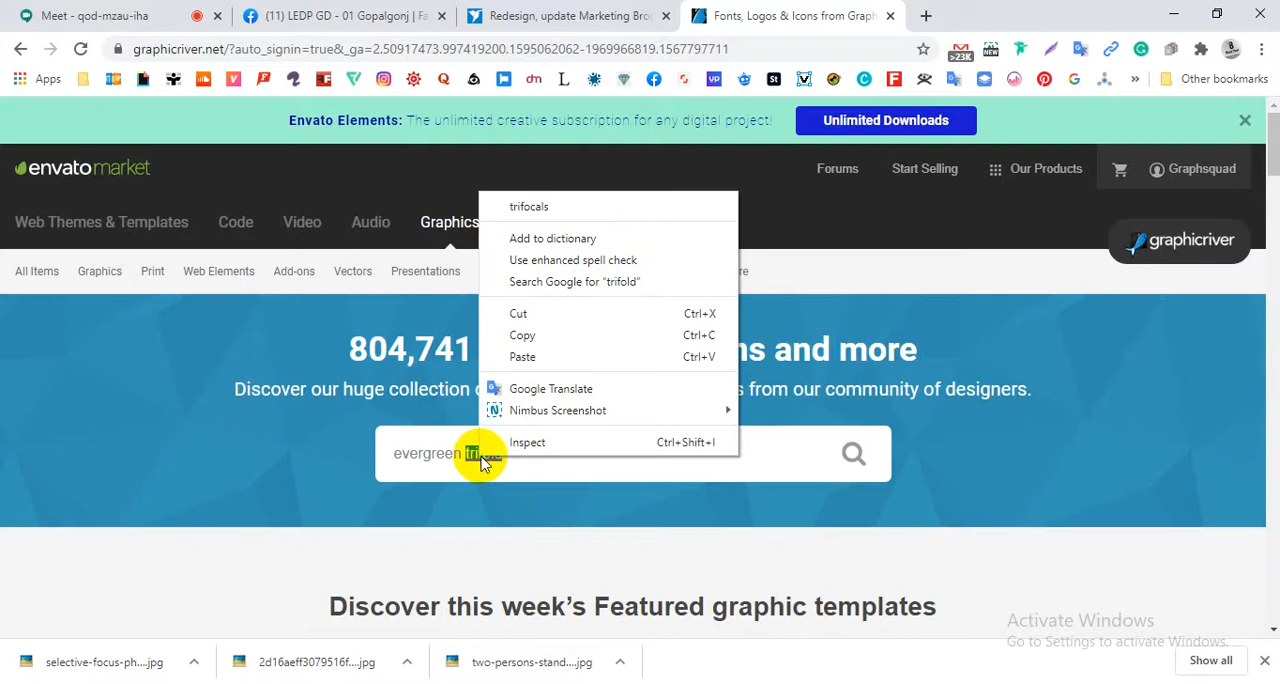 Meet - qod-mzau-iha
(11) LEDP GD - 01 Gopalgonj | Fa
Redesign, update Marketing Broc
Fonts, Logos & Icons from Graph
graphicriver.net/?auto_signin=true&_ga=2.50917473.997419200.1595062062-1969966819.1567797711
>23K
NEW
Apps
Other bookmarks
Envato Elements: The unlimited creative subscription for any digital project!
Unlimited Downloads
envatomarket
Forums
Start Selling
Our Products
Graphsquad
Web Themes & Templates
Code
Video
Audio
Graphics
graphicriver
All Items
Graphics
Print
Web Elements
Add-ons
Vectors
Presentations
re
trifocals
Add to dictionary
Use enhanced spell check
Search Google for “trifold”
Cut Ctrl+X
Copy Ctrl+C
Paste Ctrl+V
Google Translate
Nimbus Screenshot
Inspect Ctrl+Shift+I
804,741
ns and more
Discover our huge collection
s from our community of designers.
evergreen trifold
Discover this week’s Featured graphic templates
Activate Windows
Go to Settings to activate Windows.
selective-focus-ph....jpg
2d16aeff3079516f....jpg
two-persons-stand....jpg
Show all